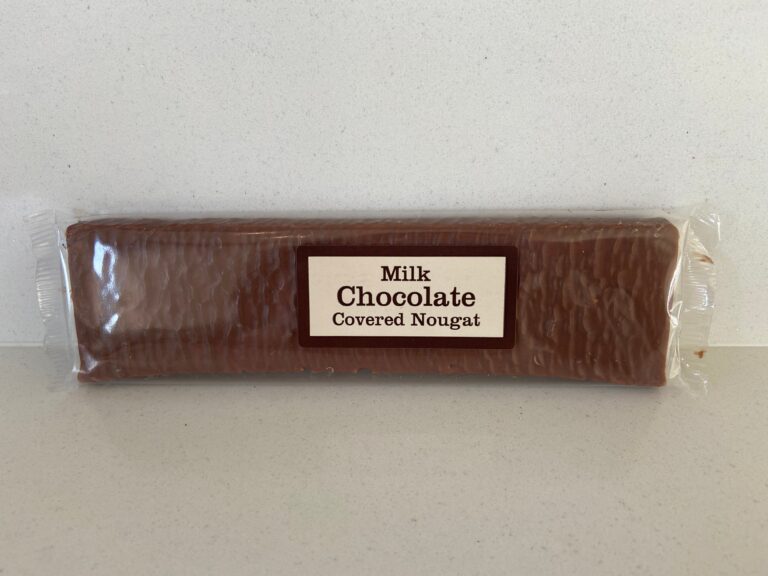 Milk
Chocolate
Covered Nougat